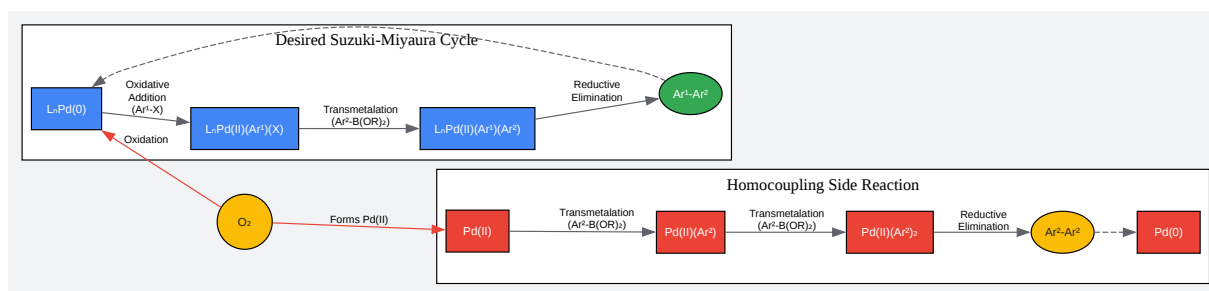 Desired Suzuki-Miyaura Cycle
LₙPd(0)
Oxidative
Addition
(Ar¹-X)
LₙPd(II)(Ar¹)(X)
Transmetalation
(Ar²-B(OR)₂)
LₙPd(II)(Ar¹)(Ar²)
Reductive
Elimination
Ar¹-Ar²
Oxidation
O₂
Forms Pd(II)
Homocoupling Side Reaction
Pd(II)
Transmetalation
(Ar²-B(OR)₂)
Pd(II)(Ar²)
Transmetalation
(Ar²-B(OR)₂)
Pd(II)(Ar²)₂
Reductive
Elimination
Ar²-Ar²
Pd(0)